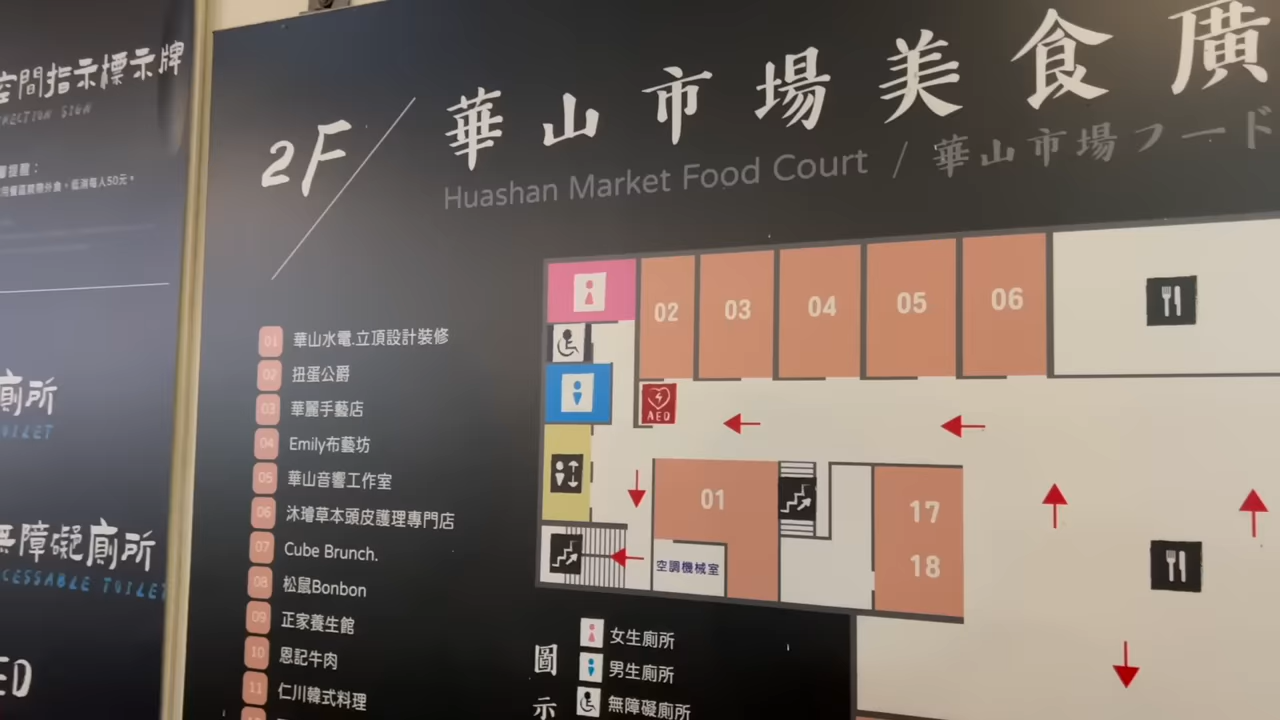 空間指示標示牌
每人50元。
2F
華山市場美食廣
Huashan Market Food Court / 華山市場フード
01 華山水電.立頂設計裝修
02 扭蛋公爵
03 華麗手藝店
04 Emily布藝坊
05 華山音響工作室
06 沐璿草本頭皮護理專門店
07 Cube Brunch.
08 松鼠Bonbon
09 正家養生館
10 恩記牛肉
11 仁川韓式料理
02
03
04
05
06
AED
01
空調機械室
17
18
圖示
女生廁所
男生廁所
無障礙廁所
廁所
無障礙廁所